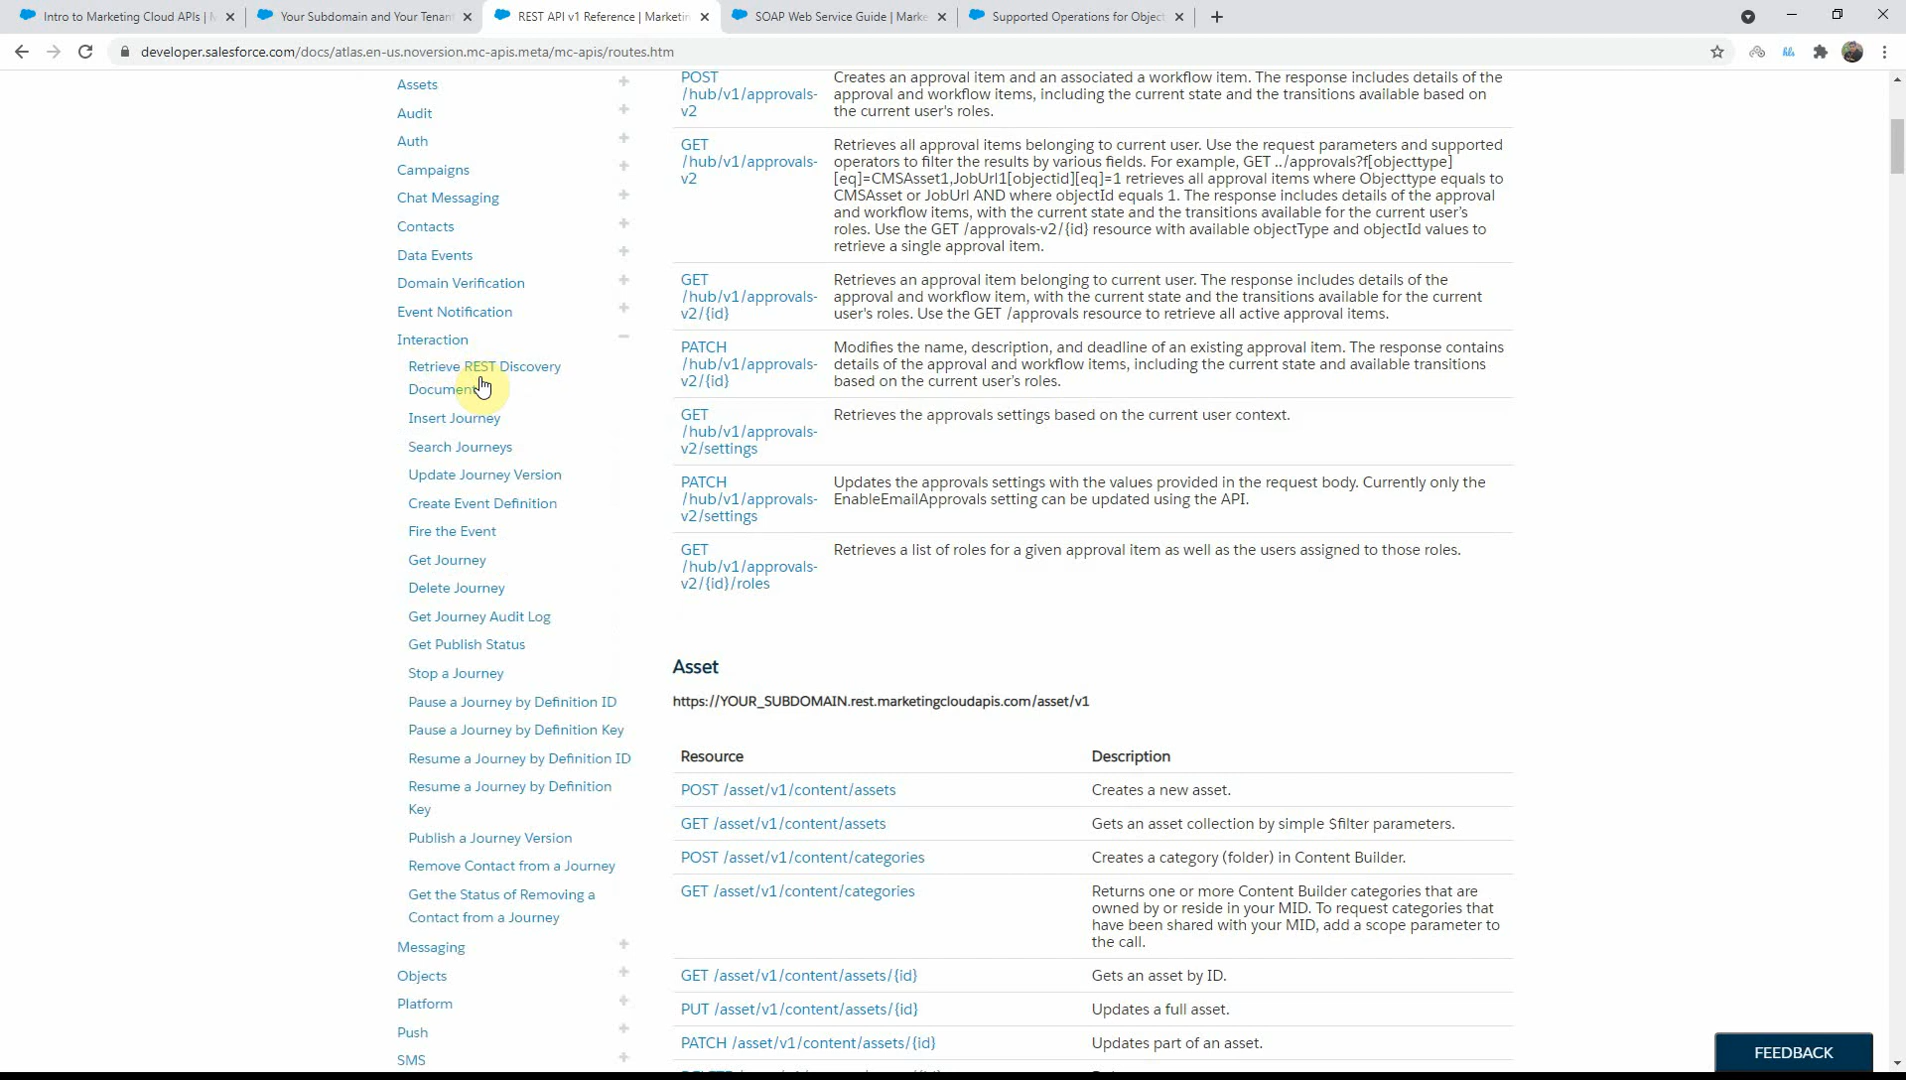 Intro to Marketing Cloud APIs | M
Your Subdomain and Your Tenant
REST API v1 Reference | Marketin
SOAP Web Service Guide | Marke
Supported Operations for Object
developer.salesforce.com/docs/atlas.en-us.noversion.mc-apis.meta/mc-apis/routes.htm
Assets
Audit
Auth
Campaigns
Chat Messaging
Contacts
Data Events
Domain Verification
Event Notification
Interaction
Retrieve REST Discovery
Document
Insert Journey
Search Journeys
Update Journey Version
Create Event Definition
Fire the Event
Get Journey
Delete Journey
Get Journey Audit Log
Get Publish Status
Stop a Journey
Pause a Journey by Definition ID
Pause a Journey by Definition Key
Resume a Journey by Definition ID
Resume a Journey by Definition
Key
Publish a Journey Version
Remove Contact from a Journey
Get the Status of Removing a
Contact from a Journey
Messaging
Objects
Platform
Push
SMS
POST
/hub/v1/approvals-
v2
Creates an approval item and an associated a workflow item. The response includes details of the
approval and workflow items, including the current state and the transitions available based on
the current user's roles.
GET
/hub/v1/approvals-
v2
Retrieves all approval items belonging to current user. Use the request parameters and supported
operators to filter the results by various fields. For example, GET ../approvals?f[objecttype]
[eq]=CMSAsset1,JobUrl1[objectid][eq]=1 retrieves all approval items where Objecttype equals to
CMSAsset or JobUrl AND where objectId equals 1. The response includes details of the approval
and workflow items, with the current state and the transitions available for the current user's
roles. Use the GET /approvals-v2/{id} resource with available objectType and objectId values to
retrieve a single approval item.
GET
/hub/v1/approvals-
v2/{id}
Retrieves an approval item belonging to current user. The response includes details of the
approval and workflow item, with the current state and the transitions available for the current
user's roles. Use the GET /approvals resource to retrieve all active approval items.
PATCH
/hub/v1/approvals-
v2/{id}
Modifies the name, description, and deadline of an existing approval item. The response contains
details of the approval and workflow items, including the current state and available transitions
based on the current user's roles.
GET
/hub/v1/approvals-
v2/settings
Retrieves the approvals settings based on the current user context.
PATCH
/hub/v1/approvals-
v2/settings
Updates the approvals settings with the values provided in the request body. Currently only the
EnableEmailApprovals setting can be updated using the API.
GET
/hub/v1/approvals-
v2/{id}/roles
Retrieves a list of roles for a given approval item as well as the users assigned to those roles.
Asset
https://YOUR_SUBDOMAIN.rest.marketingcloudapis.com/asset/v1
Resource Description
POST /asset/v1/content/assets Creates a new asset.
GET /asset/v1/content/assets Gets an asset collection by simple $filter parameters.
POST /asset/v1/content/categories Creates a category (folder) in Content Builder.
GET /asset/v1/content/categories Returns one or more Content Builder categories that are
owned by or reside in your MID. To request categories that
have been shared with your MID, add a scope parameter to
the call.
GET /asset/v1/content/assets/{id} Gets an asset by ID.
PUT /asset/v1/content/assets/{id} Updates a full asset.
PATCH /asset/v1/content/assets/{id} Updates part of an asset.
FEEDBACK